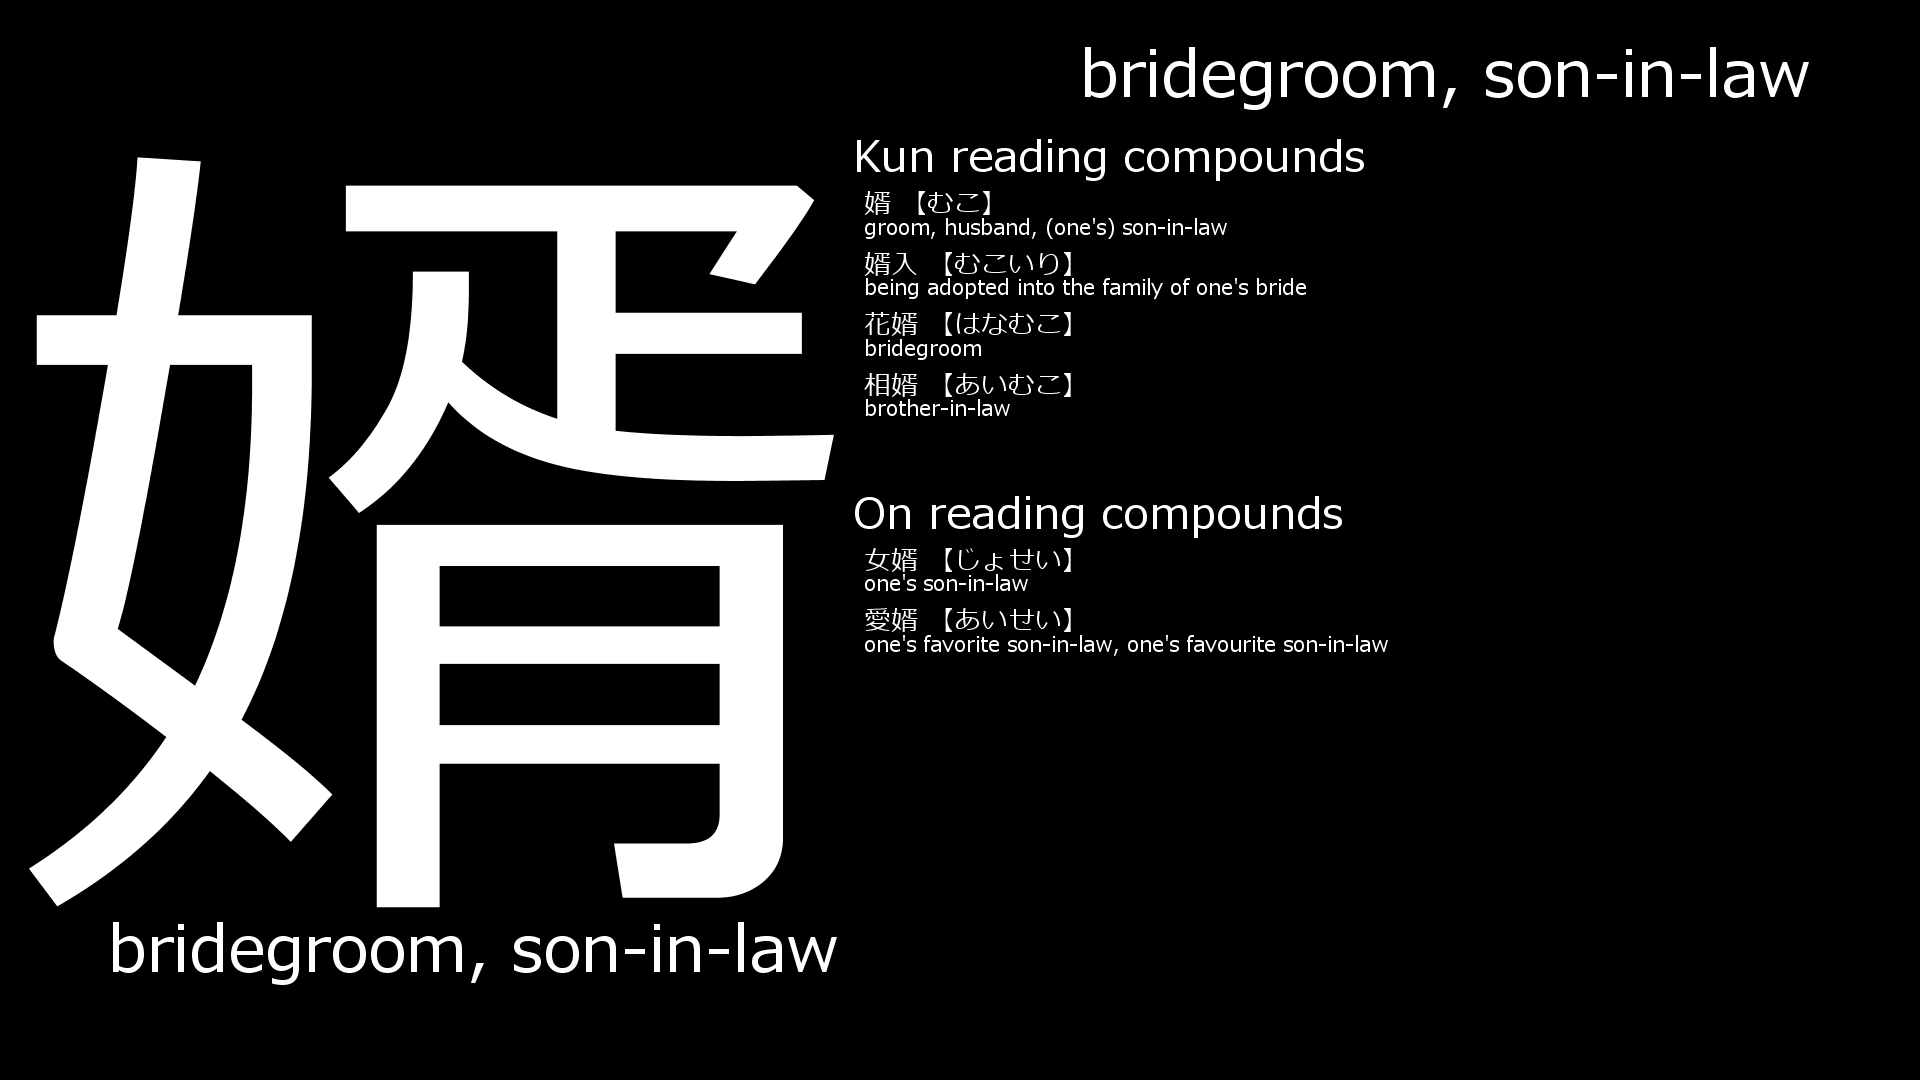 bridegroom, son-in-law
婿
Kun reading compounds
婿 【むこ】
groom, husband, (one's) son-in-law
婿入 【むこいり】
being adopted into the family of one's bride
花婿 【はなむこ】
bridegroom
相婿 【あいむこ】
brother-in-law
On reading compounds
女婿 【じょせい】
one's son-in-law
愛婿 【あいせい】
one's favorite son-in-law, one's favourite son-in-law
bridegroom, son-in-law